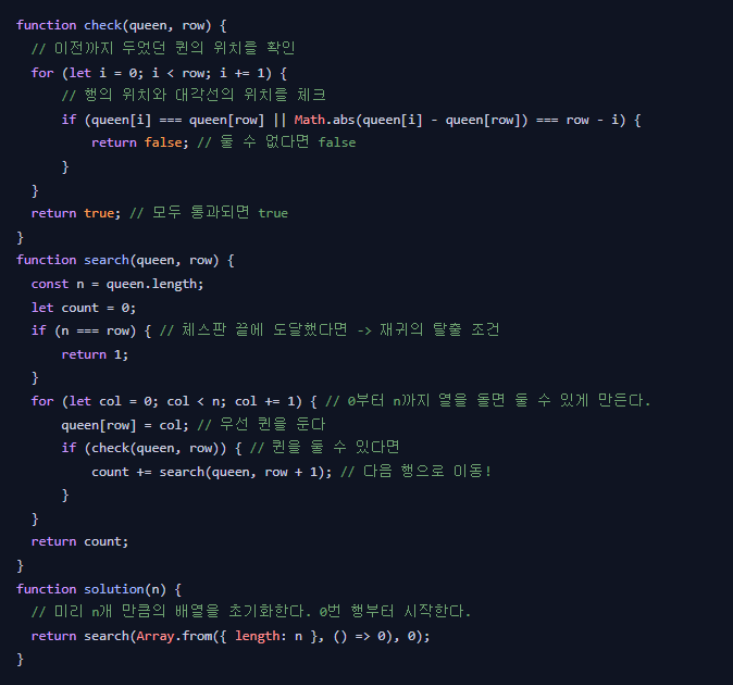 function check(queen, row) {
  // 이전까지 두었던 퀸의 위치를 확인
  for (let i = 0; i < row; i += 1) {
      // 행의 위치와 대각선의 위치를 체크
      if (queen[i] === queen[row] || Math.abs(queen[i] - queen[row]) === row - i) {
          return false; // 둘 수 없다면 false
      }
  }
  return true; // 모두 통과되면 true
}
function search(queen, row) {
  const n = queen.length;
  let count = 0;
  if (n === row) { // 체스판 끝에 도달했다면 -> 재귀의 탈출 조건
      return 1;
  }
  for (let col = 0; col < n; col += 1) { // 0부터 n까지 열을 돌면 둘 수 있게 만든다.
      queen[row] = col; // 우선 퀸을 둔다
      if (check(queen, row)) { // 퀸을 둘 수 있다면
          count += search(queen, row + 1); // 다음 행으로 이동!
      }
  }
  return count;
}
function solution(n) {
  // 미리 n개 만큼의 배열을 초기화한다. 0번 행부터 시작한다.
  return search(Array.from({ length: n }, () => 0), 0);
}